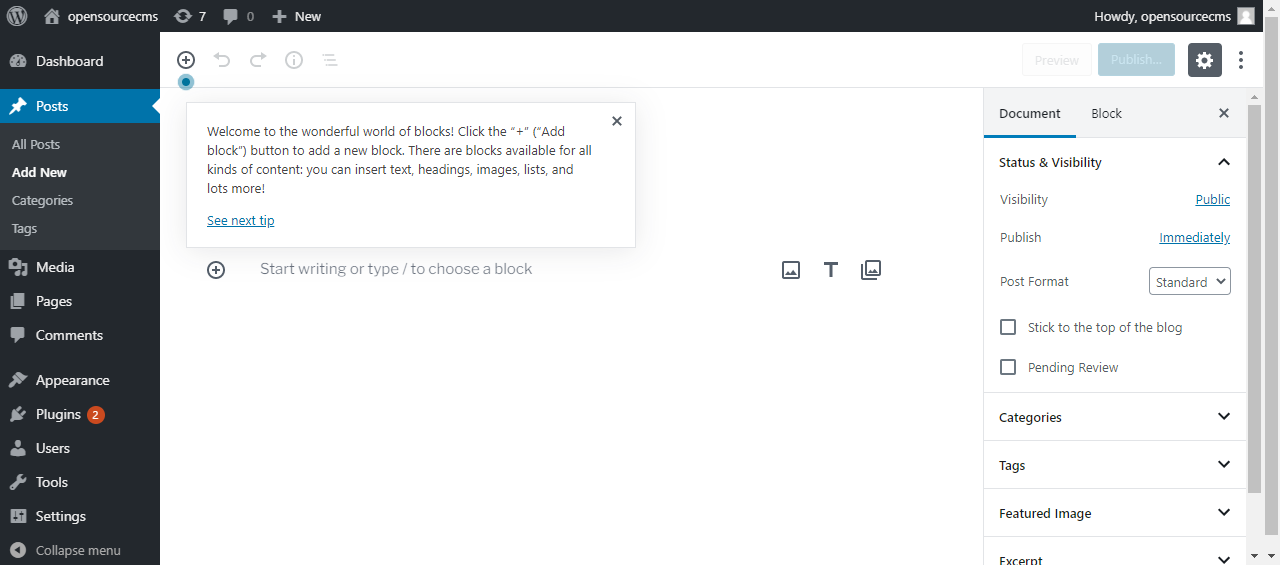 opensourcecms 7 0 New Howdy, opensourcecms
Dashboard
Posts
All Posts
Add New
Categories
Tags
Media
Pages
Comments
Appearance
Plugins 2
Users
Tools
Settings
Collapse menu
Preview Publish...
Welcome to the wonderful world of blocks! Click the “+” (“Add
block”) button to add a new block. There are blocks available for all
kinds of content: you can insert text, headings, images, lists, and
lots more!
See next tip
Start writing or type / to choose a block
Document Block
Status & Visibility
Visibility Public
Publish Immediately
Post Format Standard
Stick to the top of the blog
Pending Review
Categories
Tags
Featured Image
Excerpt